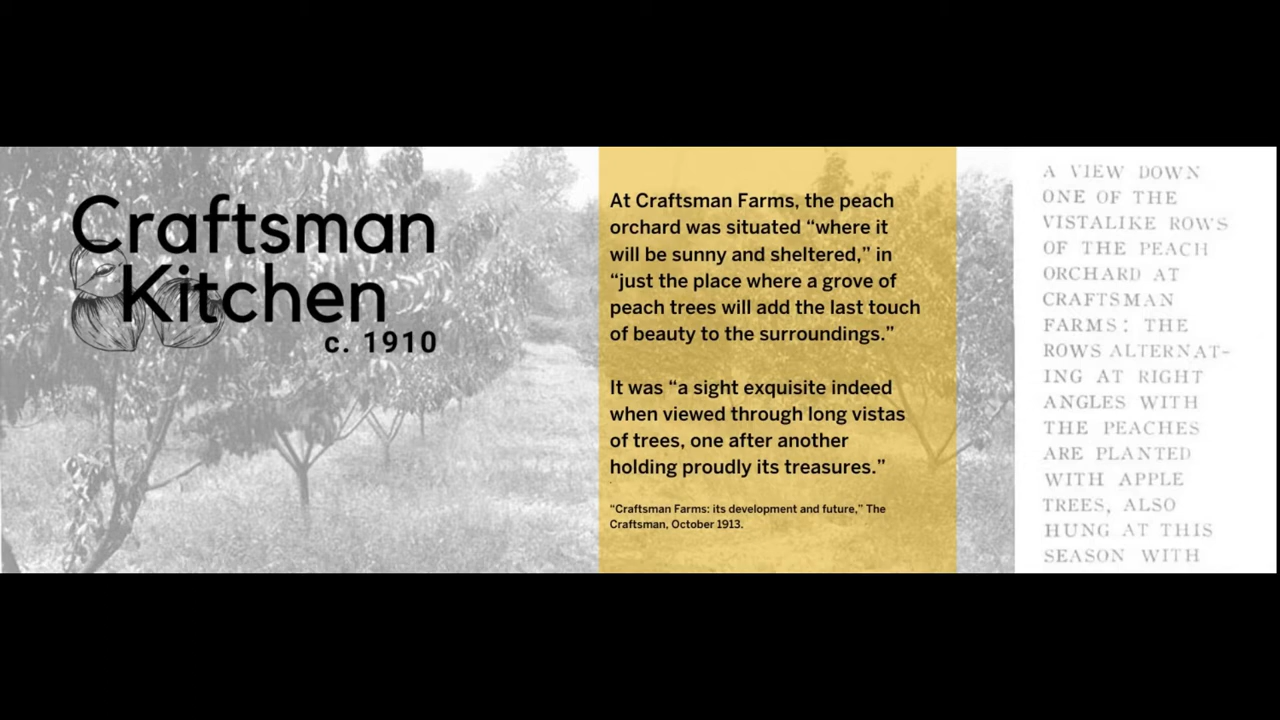 Craftsman
Kitchen
c. 1910
At Craftsman Farms, the peach
orchard was situated “where it
will be sunny and sheltered,” in
“just the place where a grove of
peach trees will add the last touch
of beauty to the surroundings.”
It was “a sight exquisite indeed
when viewed through long vistas
of trees, one after another
holding proudly its treasures.”
“Craftsman Farms: its development and future,” The
Craftsman, October 1913.
A VIEW DOWN
ONE OF THE
VISTALIKE ROWS
OF THE PEACH
ORCHARD AT
CRAFTSMAN
FARMS: THE
ROWS ALTERNAT-
ING AT RIGHT
ANGLES WITH
THE PEACHES
ARE PLANTED
WITH APPLE
TREES, ALSO
HUNG AT THIS
SEASON WITH